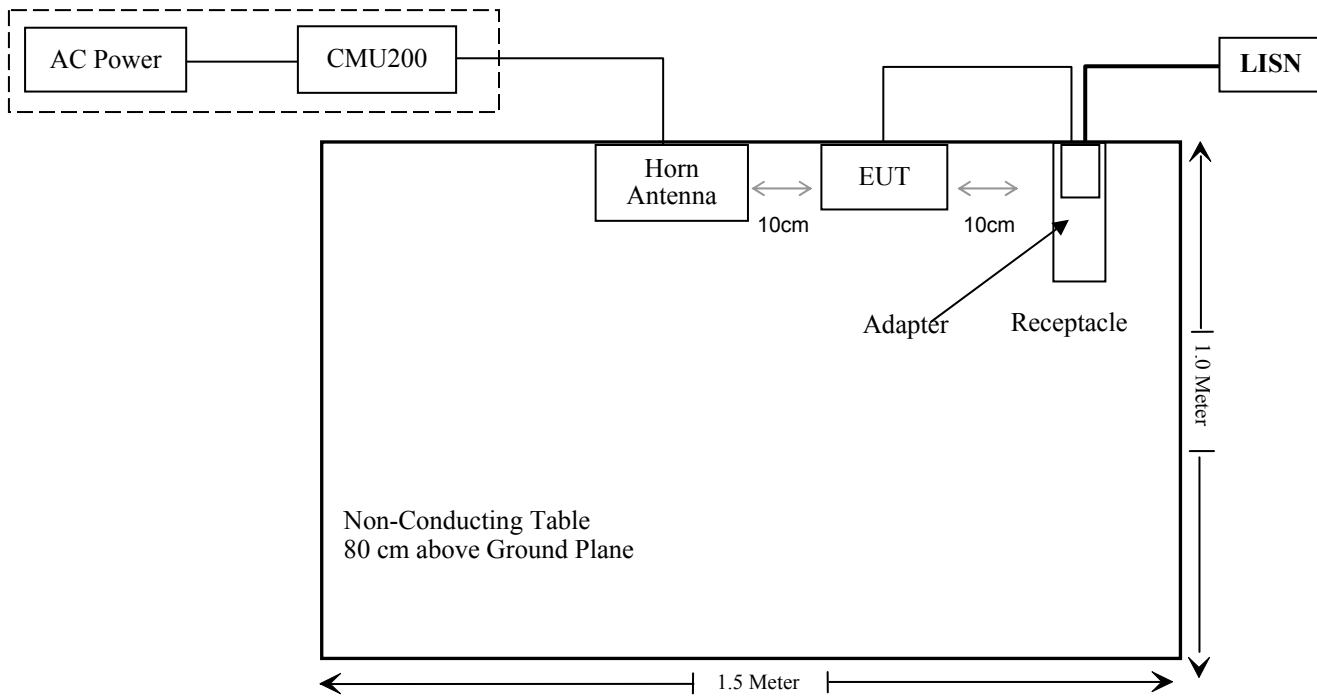 AC Power
CMU200
LISN
Horn
Antenna
EUT
10cm
10cm
Adapter
Receptacle
1.0 Meter
Non-Conducting Table
80 cm above Ground Plane
1.5 Meter